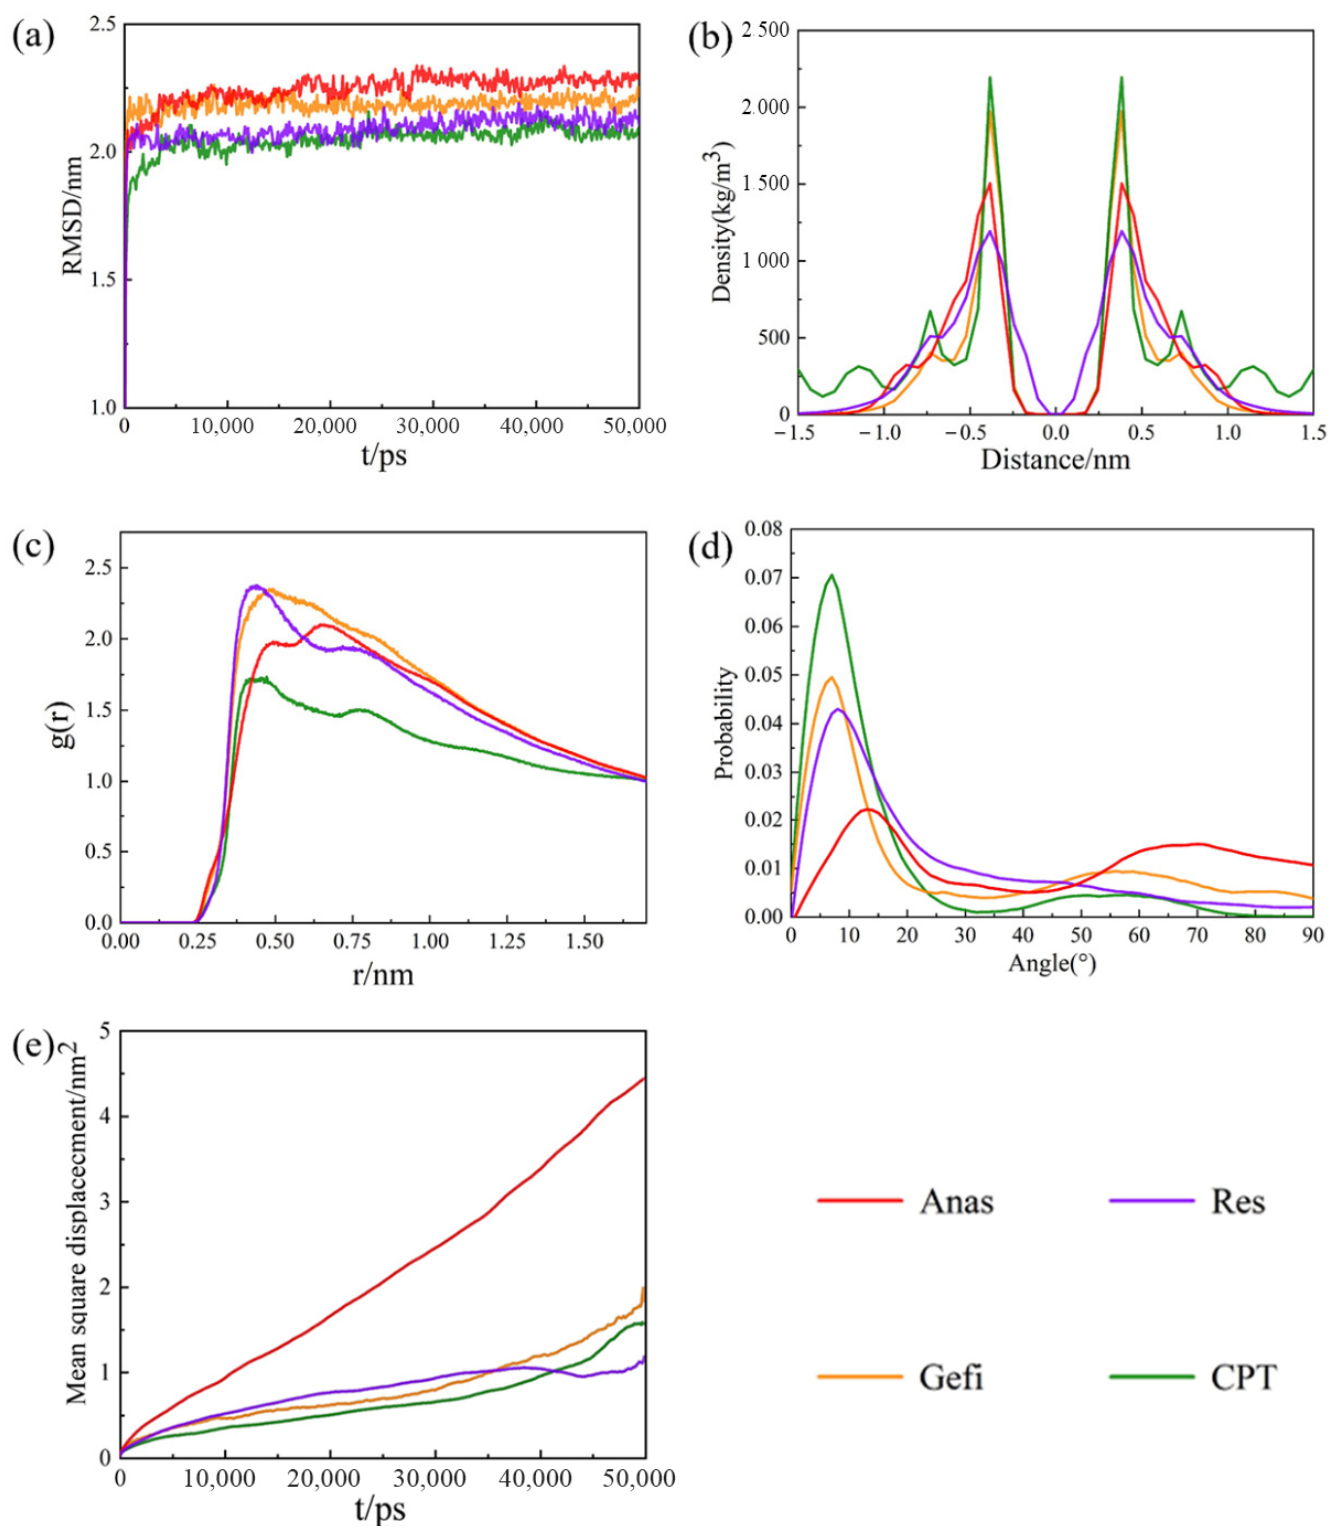 (a)
2.5
2.0
1.5
1.0
RMSD/nm
0 10,000 20,000 30,000 40,000 50,000
t/ps
(b)
2 500
2 000
1 500
1 000
500
0
Density(kg/m3)
−1.5 −1.0 −0.5 0.0 0.5 1.0 1.5
Distance/nm
(c)
2.5
2.0
1.5
1.0
0.5
0.0
g(r)
0.00 0.25 0.50 0.75 1.00 1.25 1.50
r/nm
(d)
0.08
0.07
0.06
0.05
0.04
0.03
0.02
0.01
0.00
Probability
0 10 20 30 40 50 60 70 80 90
Angle(°)
(e)
5
4
3
2
1
0
Mean square displacecment/nm2
0 10,000 20,000 30,000 40,000 50,000
t/ps
Anas Res
Gefi CPT